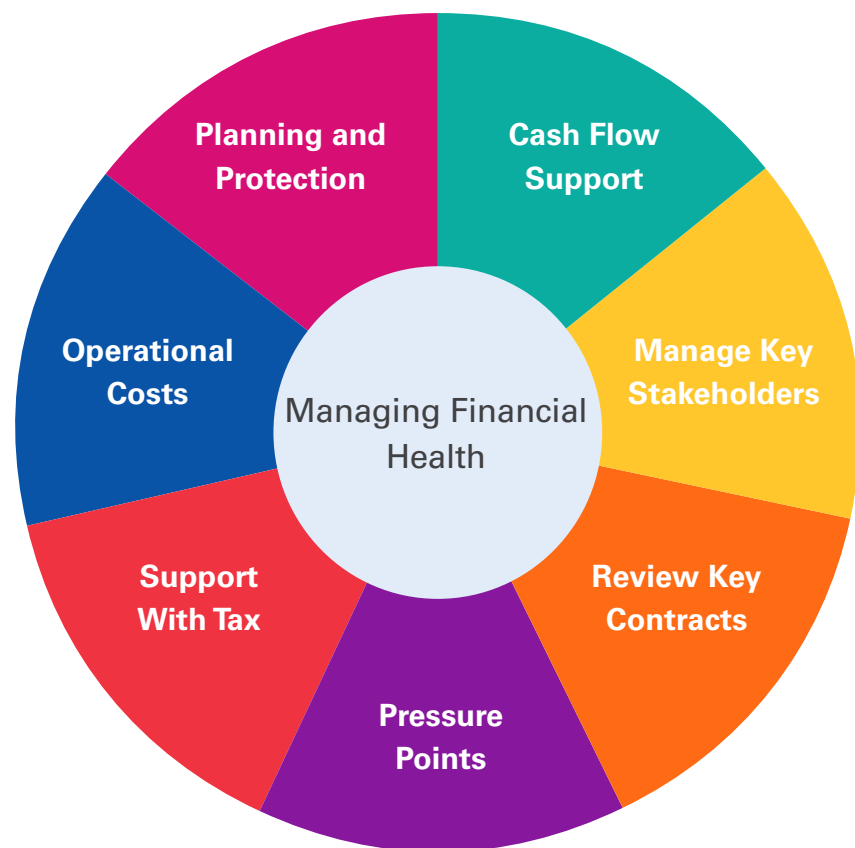 Planning and
Protection
Cash Flow
Support
Manage Key
Stakeholders
Review Key
Contracts
Pressure
Points
Support
With Tax
Operational
Costs
Managing Financial
Health